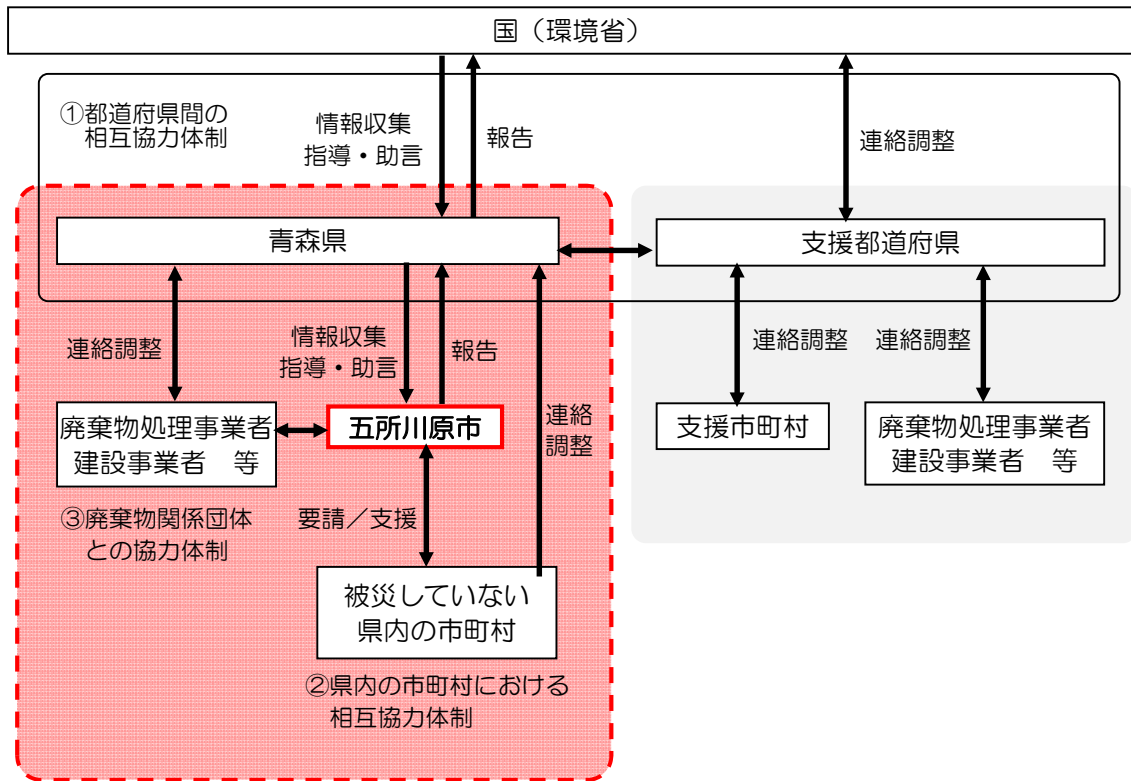 国（環境省）
①都道府県間の
相互協力体制
情報収集
指導・助言
報告
連絡調整
青森県
支援都道府県
連絡調整
情報収集
指導・助言
報告
連絡
調整
連絡調整
連絡調整
廃棄物処理事業者
建設事業者　等
五所川原市
支援市町村
廃棄物処理事業者
建設事業者　等
③廃棄物関係団体
との協力体制
要請／支援
被災していない
県内の市町村
②県内の市町村における
相互協力体制